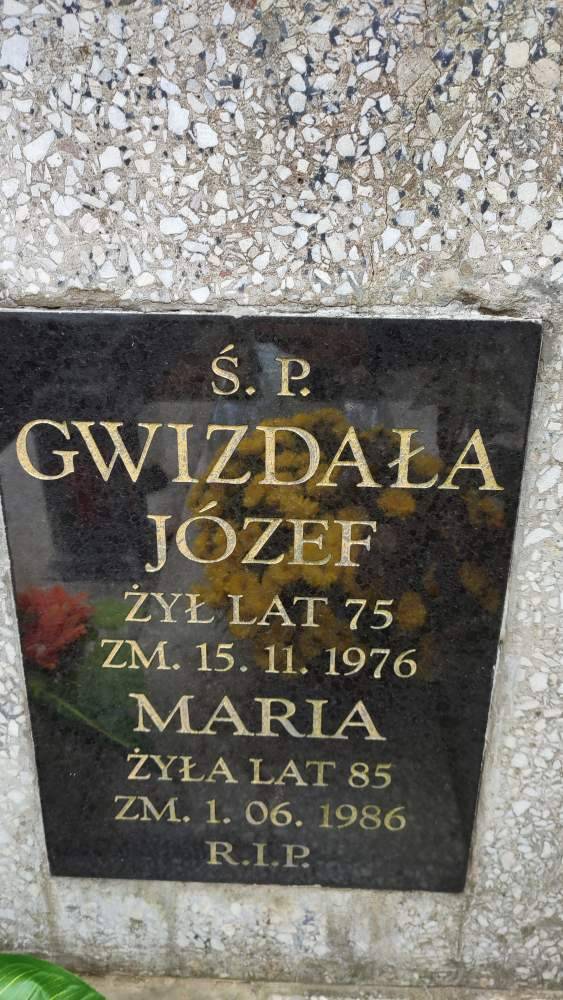 Ś. P.
GWIZDAŁA
JÓZEF
ŻYŁ LAT 75
ZM. 15. 11. 1976
MARIA
ŻYŁA LAT 85
ZM. 1. 06. 1986
R.I.P.